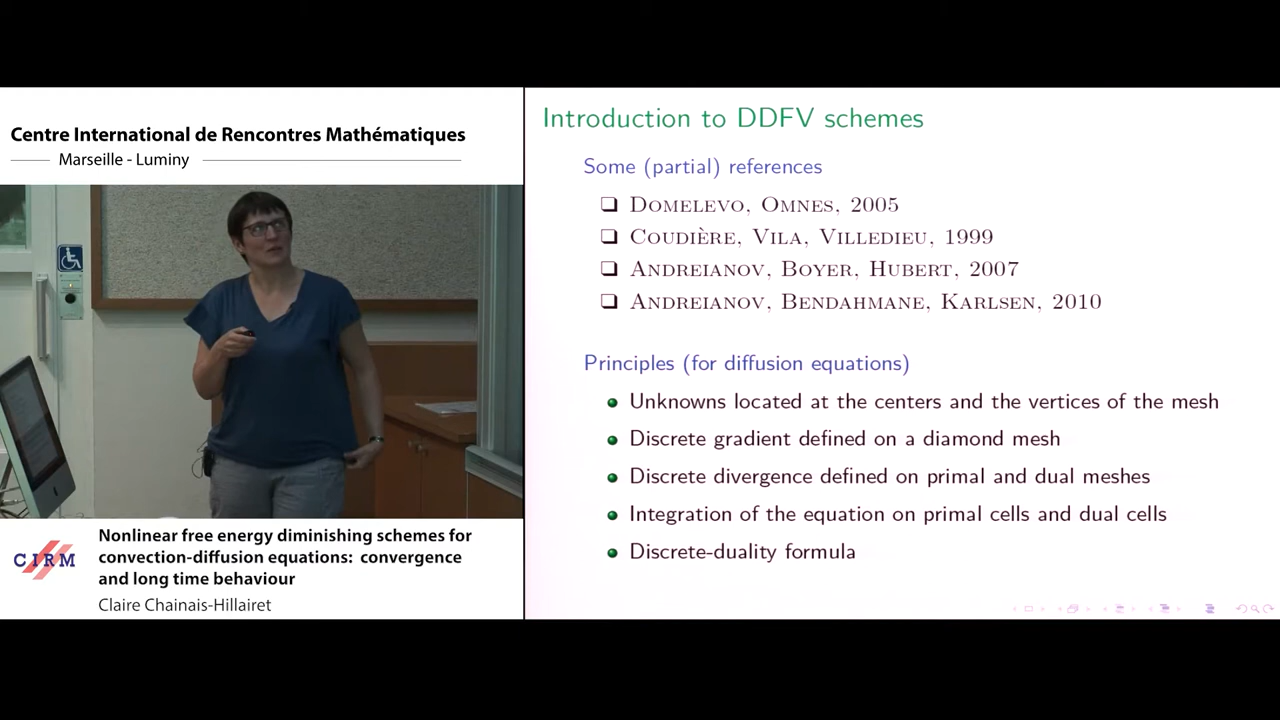 Centre International de Rencontres Mathématiques
Marseille - Luminy
CIRM
Nonlinear free energy diminishing schemes for
convection-diffusion equations: convergence
and long time behaviour
Claire Chainais-Hillairet
Introduction to DDFV schemes
Some (partial) references
❑ Domelevo, Omnes, 2005
❑ Coudière, Vila, Villedieu, 1999
❑ Andreianov, Boyer, Hubert, 2007
❑ Andreianov, Bendahmane, Karlsen, 2010
Principles (for diffusion equations)
● Unknowns located at the centers and the vertices of the mesh
● Discrete gradient defined on a diamond mesh
● Discrete divergence defined on primal and dual meshes
● Integration of the equation on primal cells and dual cells
● Discrete-duality formula